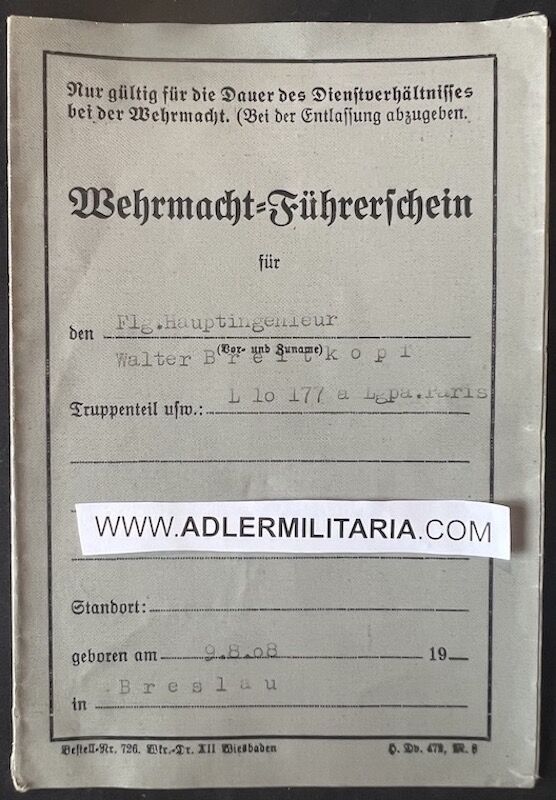 Nur gültig für die Dauer des Dienstverhältnisses
bei der Wehrmacht. (Bei der Entlassung abzugeben.
Wehrmacht-Führerschein
für
den Flg.Hauptingenieur
(Vor- und Zuname)
Walter Breitkopf
Truppenteil usw.: L 10 177 a Lgpa.Paris
WWW.ADLERMILITARIA.COM
Standort:
geboren am 9.8.08 19
in Breslau
Bestell-Nr. 726. Wkr.-Dr. XII Wiesbaden H. Dv. 472, M. 8